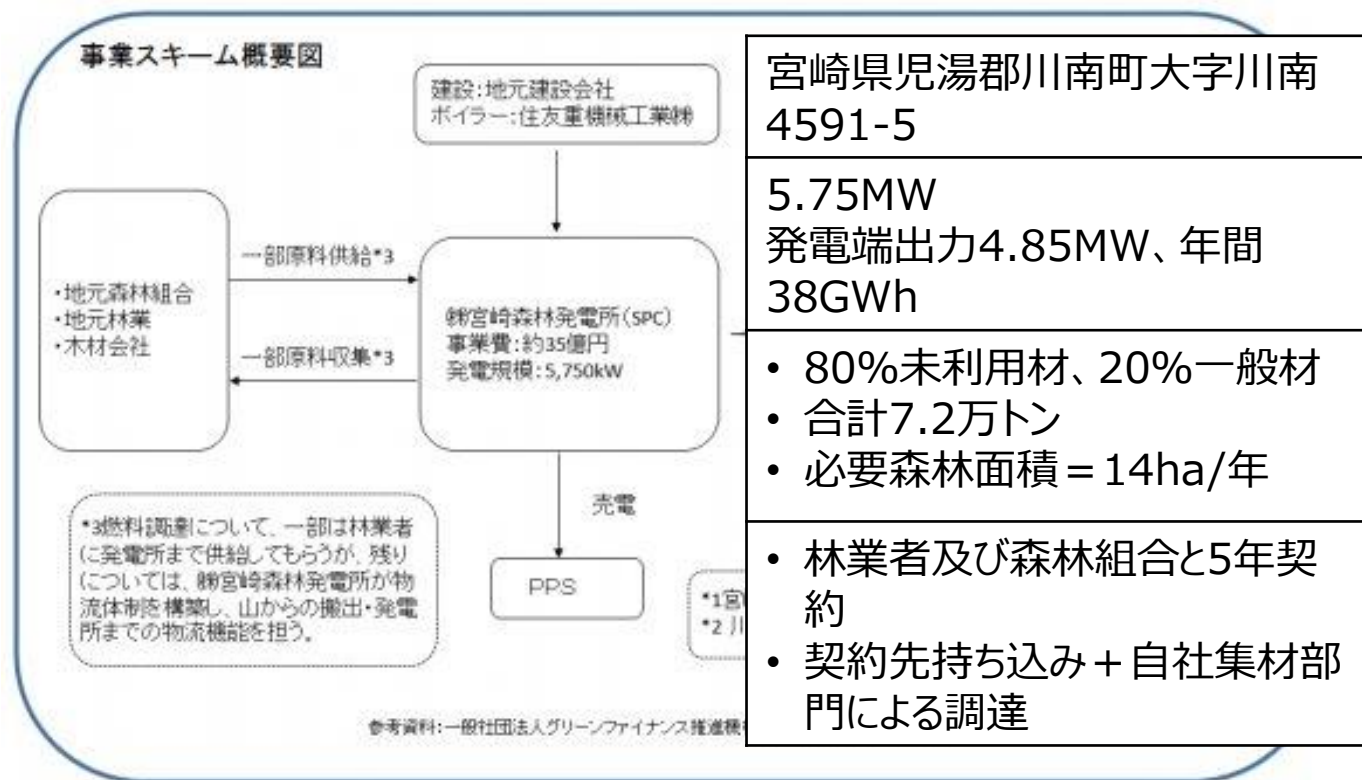 事業スキーム概要図
建設:地元建設会社
ボイラー:住友重機械工業㈱
・地元森林組合
・地元林業
・木材会社
一部原料供給*3
一部原料収集*3
㈱宮崎森林発電所(SPC)
事業費:約35億円
発電規模:5,750kW
売電
PPS
*3燃料調達について、一部は林業者
に発電所まで供給してもらうが、残り
については、㈱宮崎森林発電所が物
流体制を構築し、山からの搬出・発電
所までの物流機能を担う。
*1宮
*2 川
参考資料:一般社団法人グリーンファイナンス推進機
宮崎県児湯郡川南町大字川南
4591-5
5.75MW
発電端出力4.85MW、年間
38GWh
• 80%未利用材、20%一般材
• 合計7.2万トン
• 必要森林面積=14ha/年
• 林業者及び森林組合と5年契
約
• 契約先持ち込み+自社集材部
門による調達